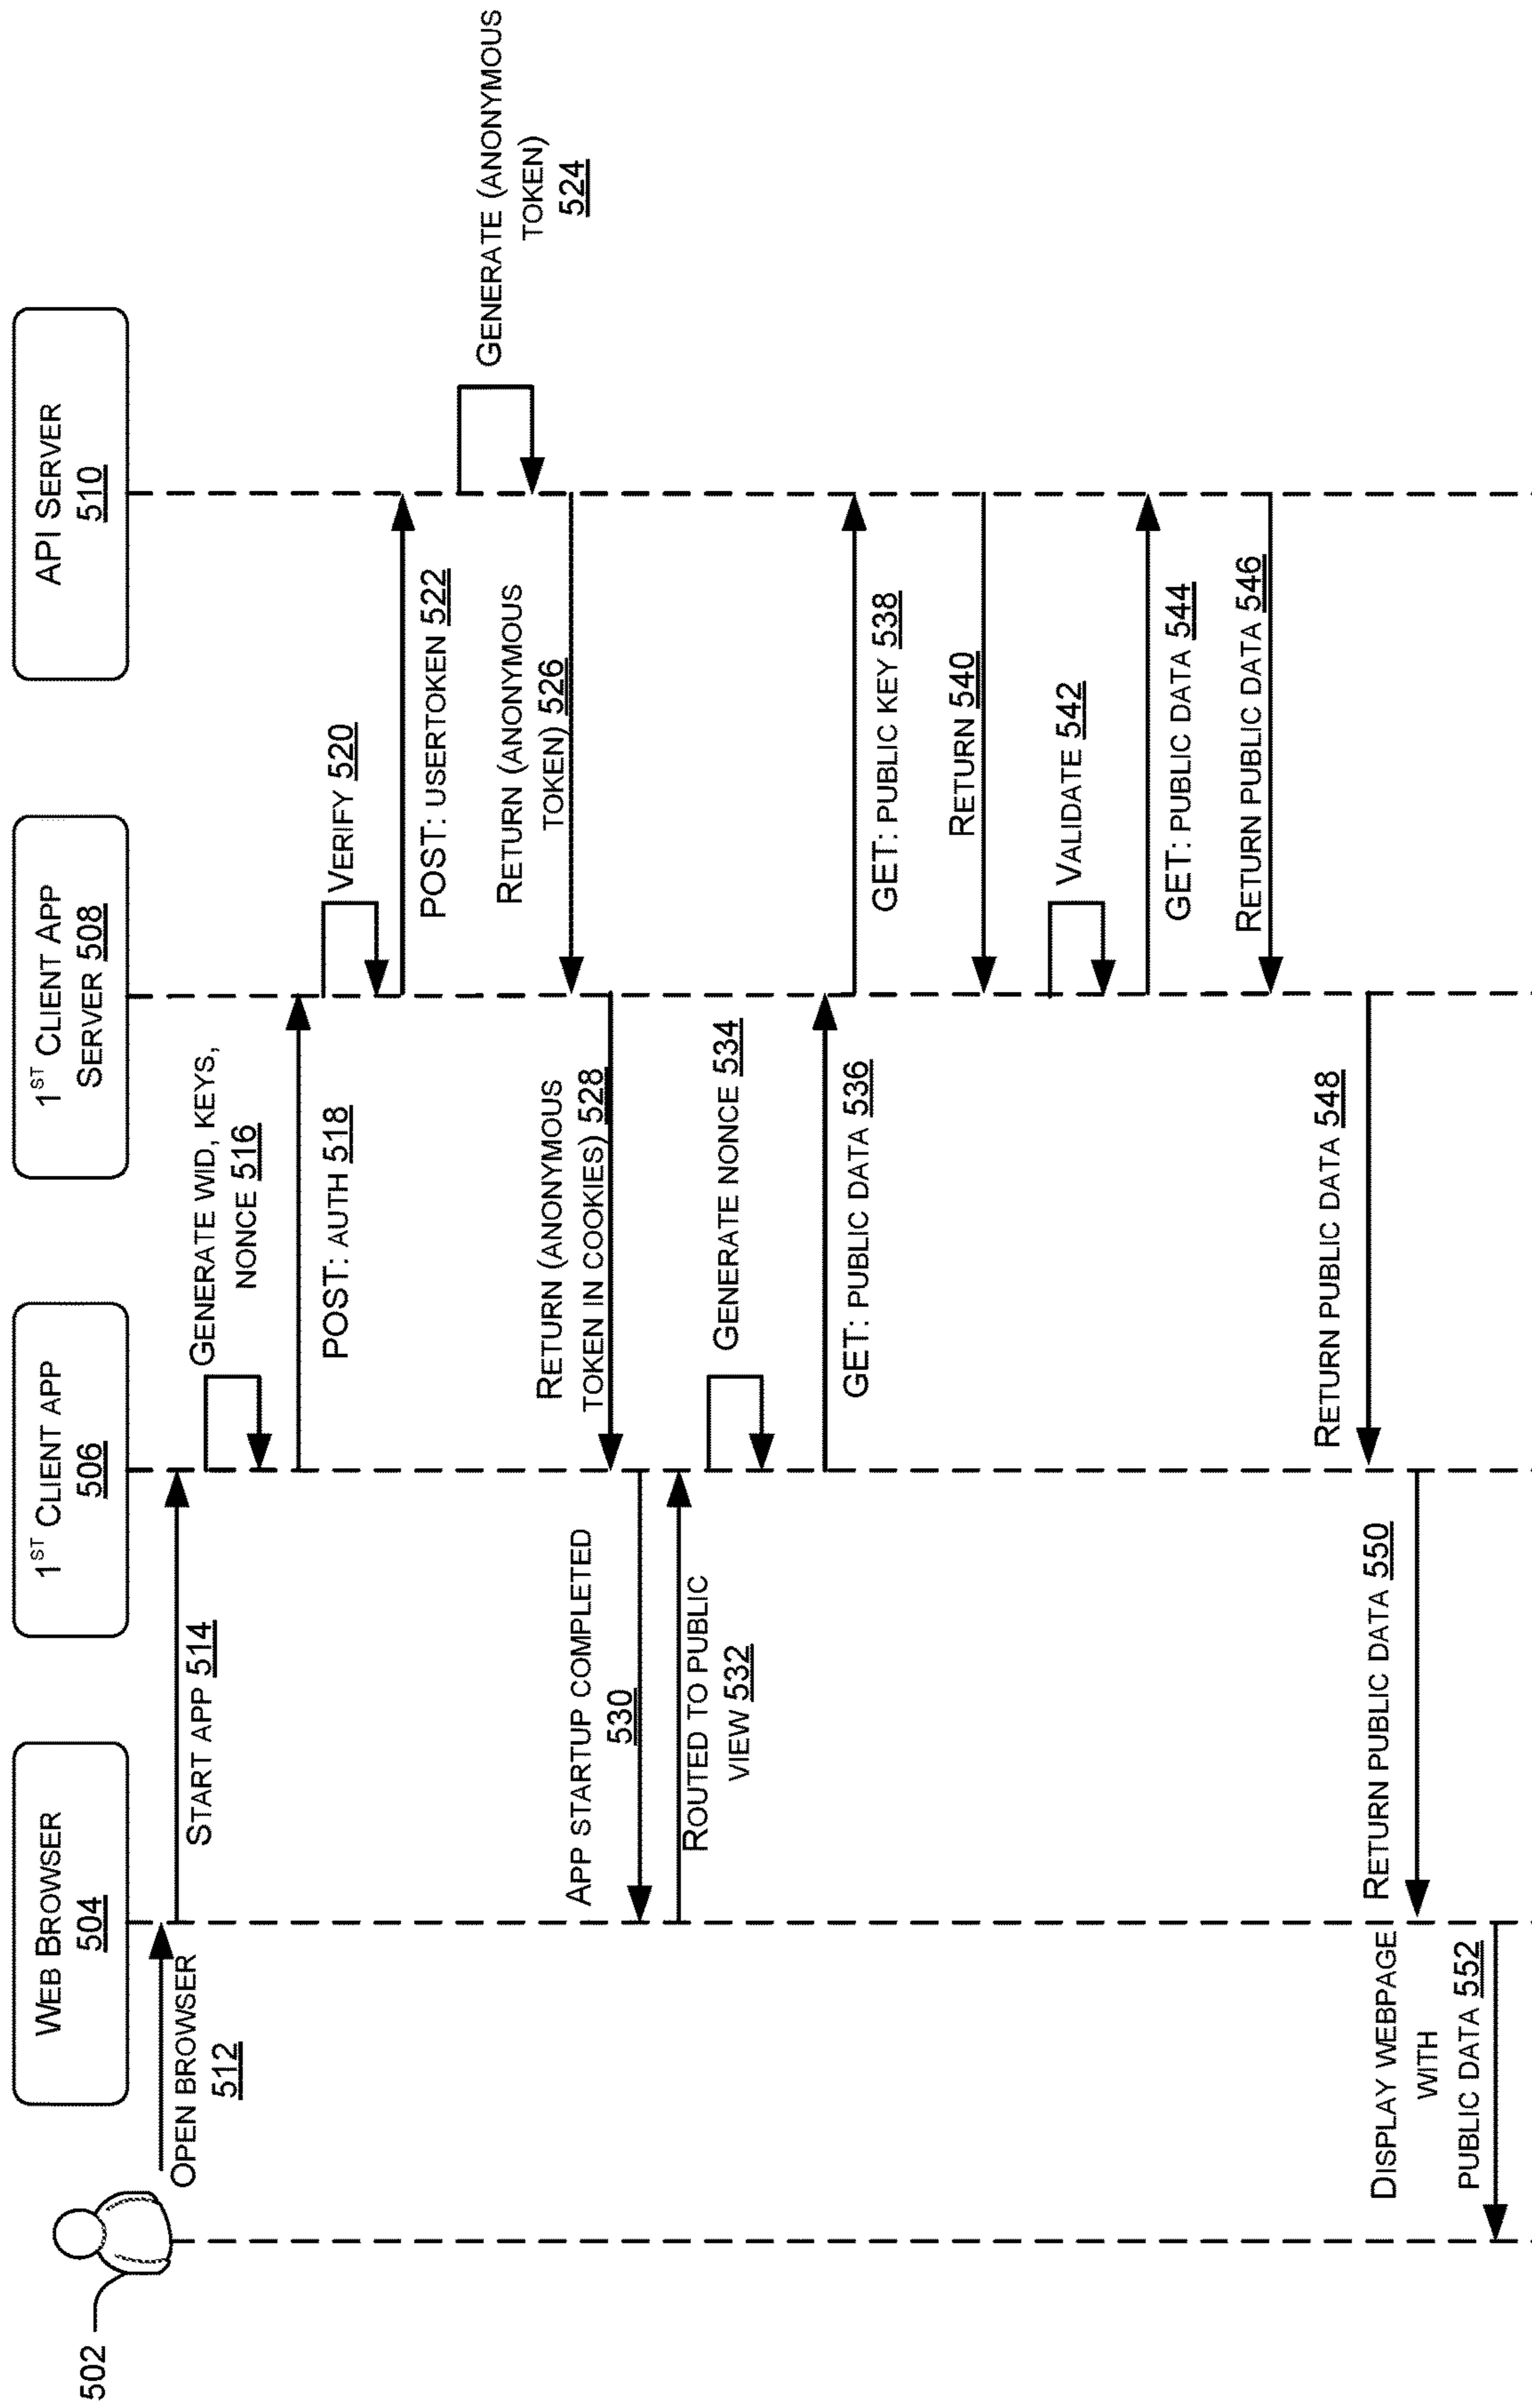 502
WEB BROWSER
504
1ST CLIENT APP
506
1ST CLIENT APP
SERVER 508
API SERVER
510
OPEN BROWSER
512
START APP 514
GENERATE WID, KEYS,
NONCE 516
POST: AUTH 518
VERIFY 520
POST: USERTOKEN 522
GENERATE (ANONYMOUS
TOKEN)
524
RETURN (ANONYMOUS
TOKEN) 526
RETURN (ANONYMOUS
TOKEN IN COOKIES) 528
APP STARTUP COMPLETED
530
ROUTED TO PUBLIC
VIEW 532
GENERATE NONCE 534
GET: PUBLIC DATA 536
GET: PUBLIC KEY 538
RETURN 540
VALIDATE 542
GET: PUBLIC DATA 544
RETURN PUBLIC DATA 546
RETURN PUBLIC DATA 548
RETURN PUBLIC DATA 550
DISPLAY WEBPAGE
WITH
PUBLIC DATA 552